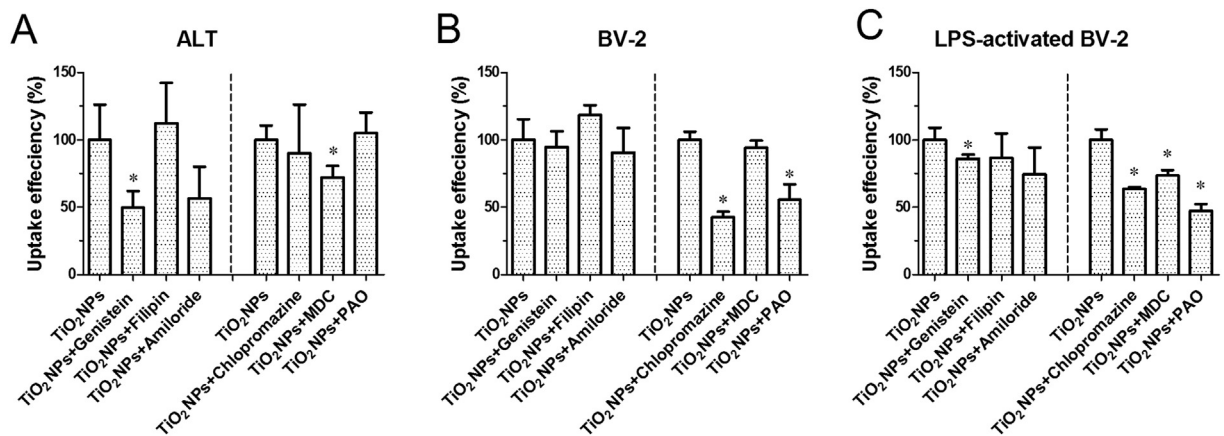 A
ALT
Uptake effeciency (%)
150
100
50
0
*
*
TiO₂NPs
TiO₂NPs+Genistein
TiO₂NPs+Filipin
TiO₂NPs+Amiloride
TiO₂NPs
TiO₂NPs+Chlopromazine
TiO₂NPs+MDC
TiO₂NPs+PAO
B
BV-2
Uptake effeciency (%)
150
100
50
0
*
*
TiO₂NPs
TiO₂NPs+Genistein
TiO₂NPs+Filipin
TiO₂NPs+Amiloride
TiO₂NPs
TiO₂NPs+Chlopromazine
TiO₂NPs+MDC
TiO₂NPs+PAO
C
LPS-activated BV-2
Uptake effeciency (%)
150
100
50
0
*
*
*
*
TiO₂NPs
TiO₂NPs+Genistein
TiO₂NPs+Filipin
TiO₂NPs+Amiloride
TiO₂NPs
TiO₂NPs+Chlopromazine
TiO₂NPs+MDC
TiO₂NPs+PAO